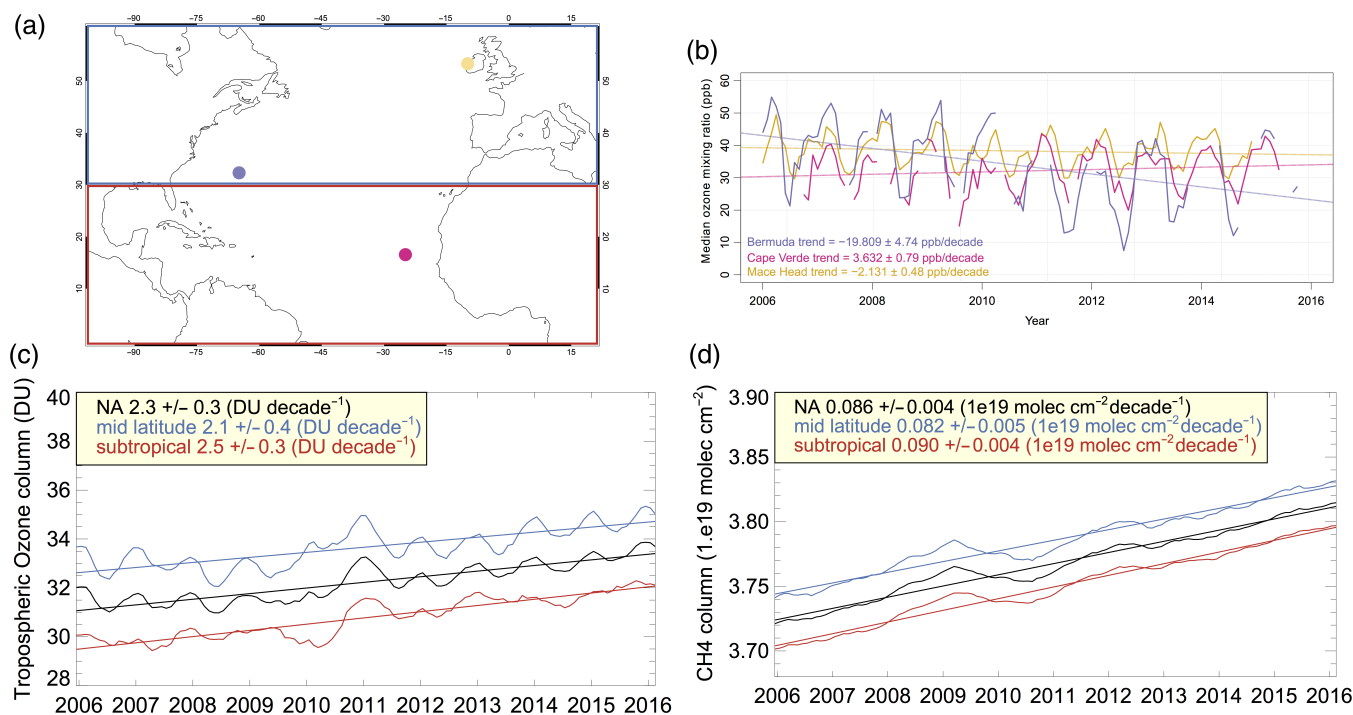 (a)
−90 −75 −60 −45 −30 −15 0 15
50
40
30
20
10
50
40
30
20
10
−90 −75 −60 −45 −30 −15 0 15
(b)
Median ozone mixing ratio (ppb)
60
50
40
30
20
10
0
Bermuda trend = −19.809 ± 4.74 ppb/decade
Cape Verde trend = 3.632 ± 0.79 ppb/decade
Mace Head trend = −2.131 ± 0.48 ppb/decade
2006 2008 2010 2012 2014 2016
Year
(c)
Tropospheric Ozone column (DU)
40
38
36
34
32
30
28
NA 2.3 +/− 0.3 (DU decade⁻¹)
mid latitude 2.1 +/− 0.4 (DU decade⁻¹)
subtropical 2.5 +/− 0.3 (DU decade⁻¹)
2006 2007 2008 2009 2010 2011 2012 2013 2014 2015 2016
(d)
CH4 column (1.e19 molec cm⁻²)
3.90
3.85
3.80
3.75
3.70
NA 0.086 +/−0.004 (1e19 molec cm⁻² decade⁻¹)
mid latitude 0.082 +/−0.005 (1e19 molec cm⁻² decade⁻¹)
subtropical 0.090 +/−0.004 (1e19 molec cm⁻² decade⁻¹)
2006 2007 2008 2009 2010 2011 2012 2013 2014 2015 2016